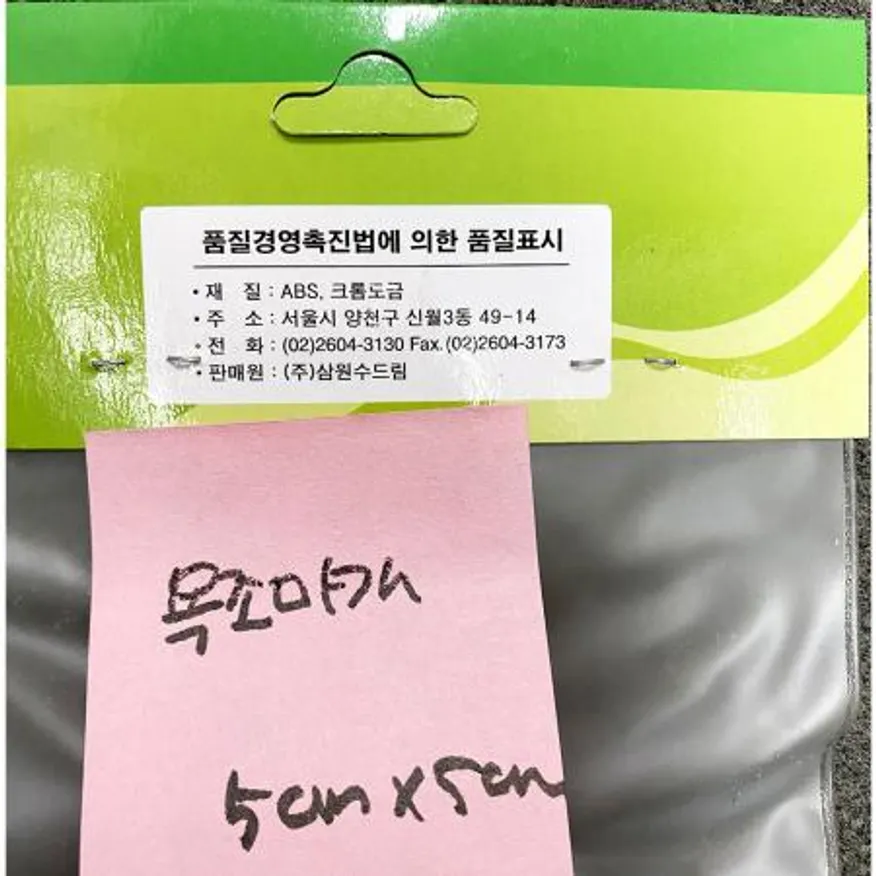 품질경영촉진법에 의한 품질표시
• 재 질 : ABS, 크롬도금
• 주 소 : 서울시 양천구 신월3동 49-14
• 전 화 : (02)2604-3130 Fax.(02)2604-3173
• 판매원 : (주)삼원수드림
욕조마개
5cm x 5cm